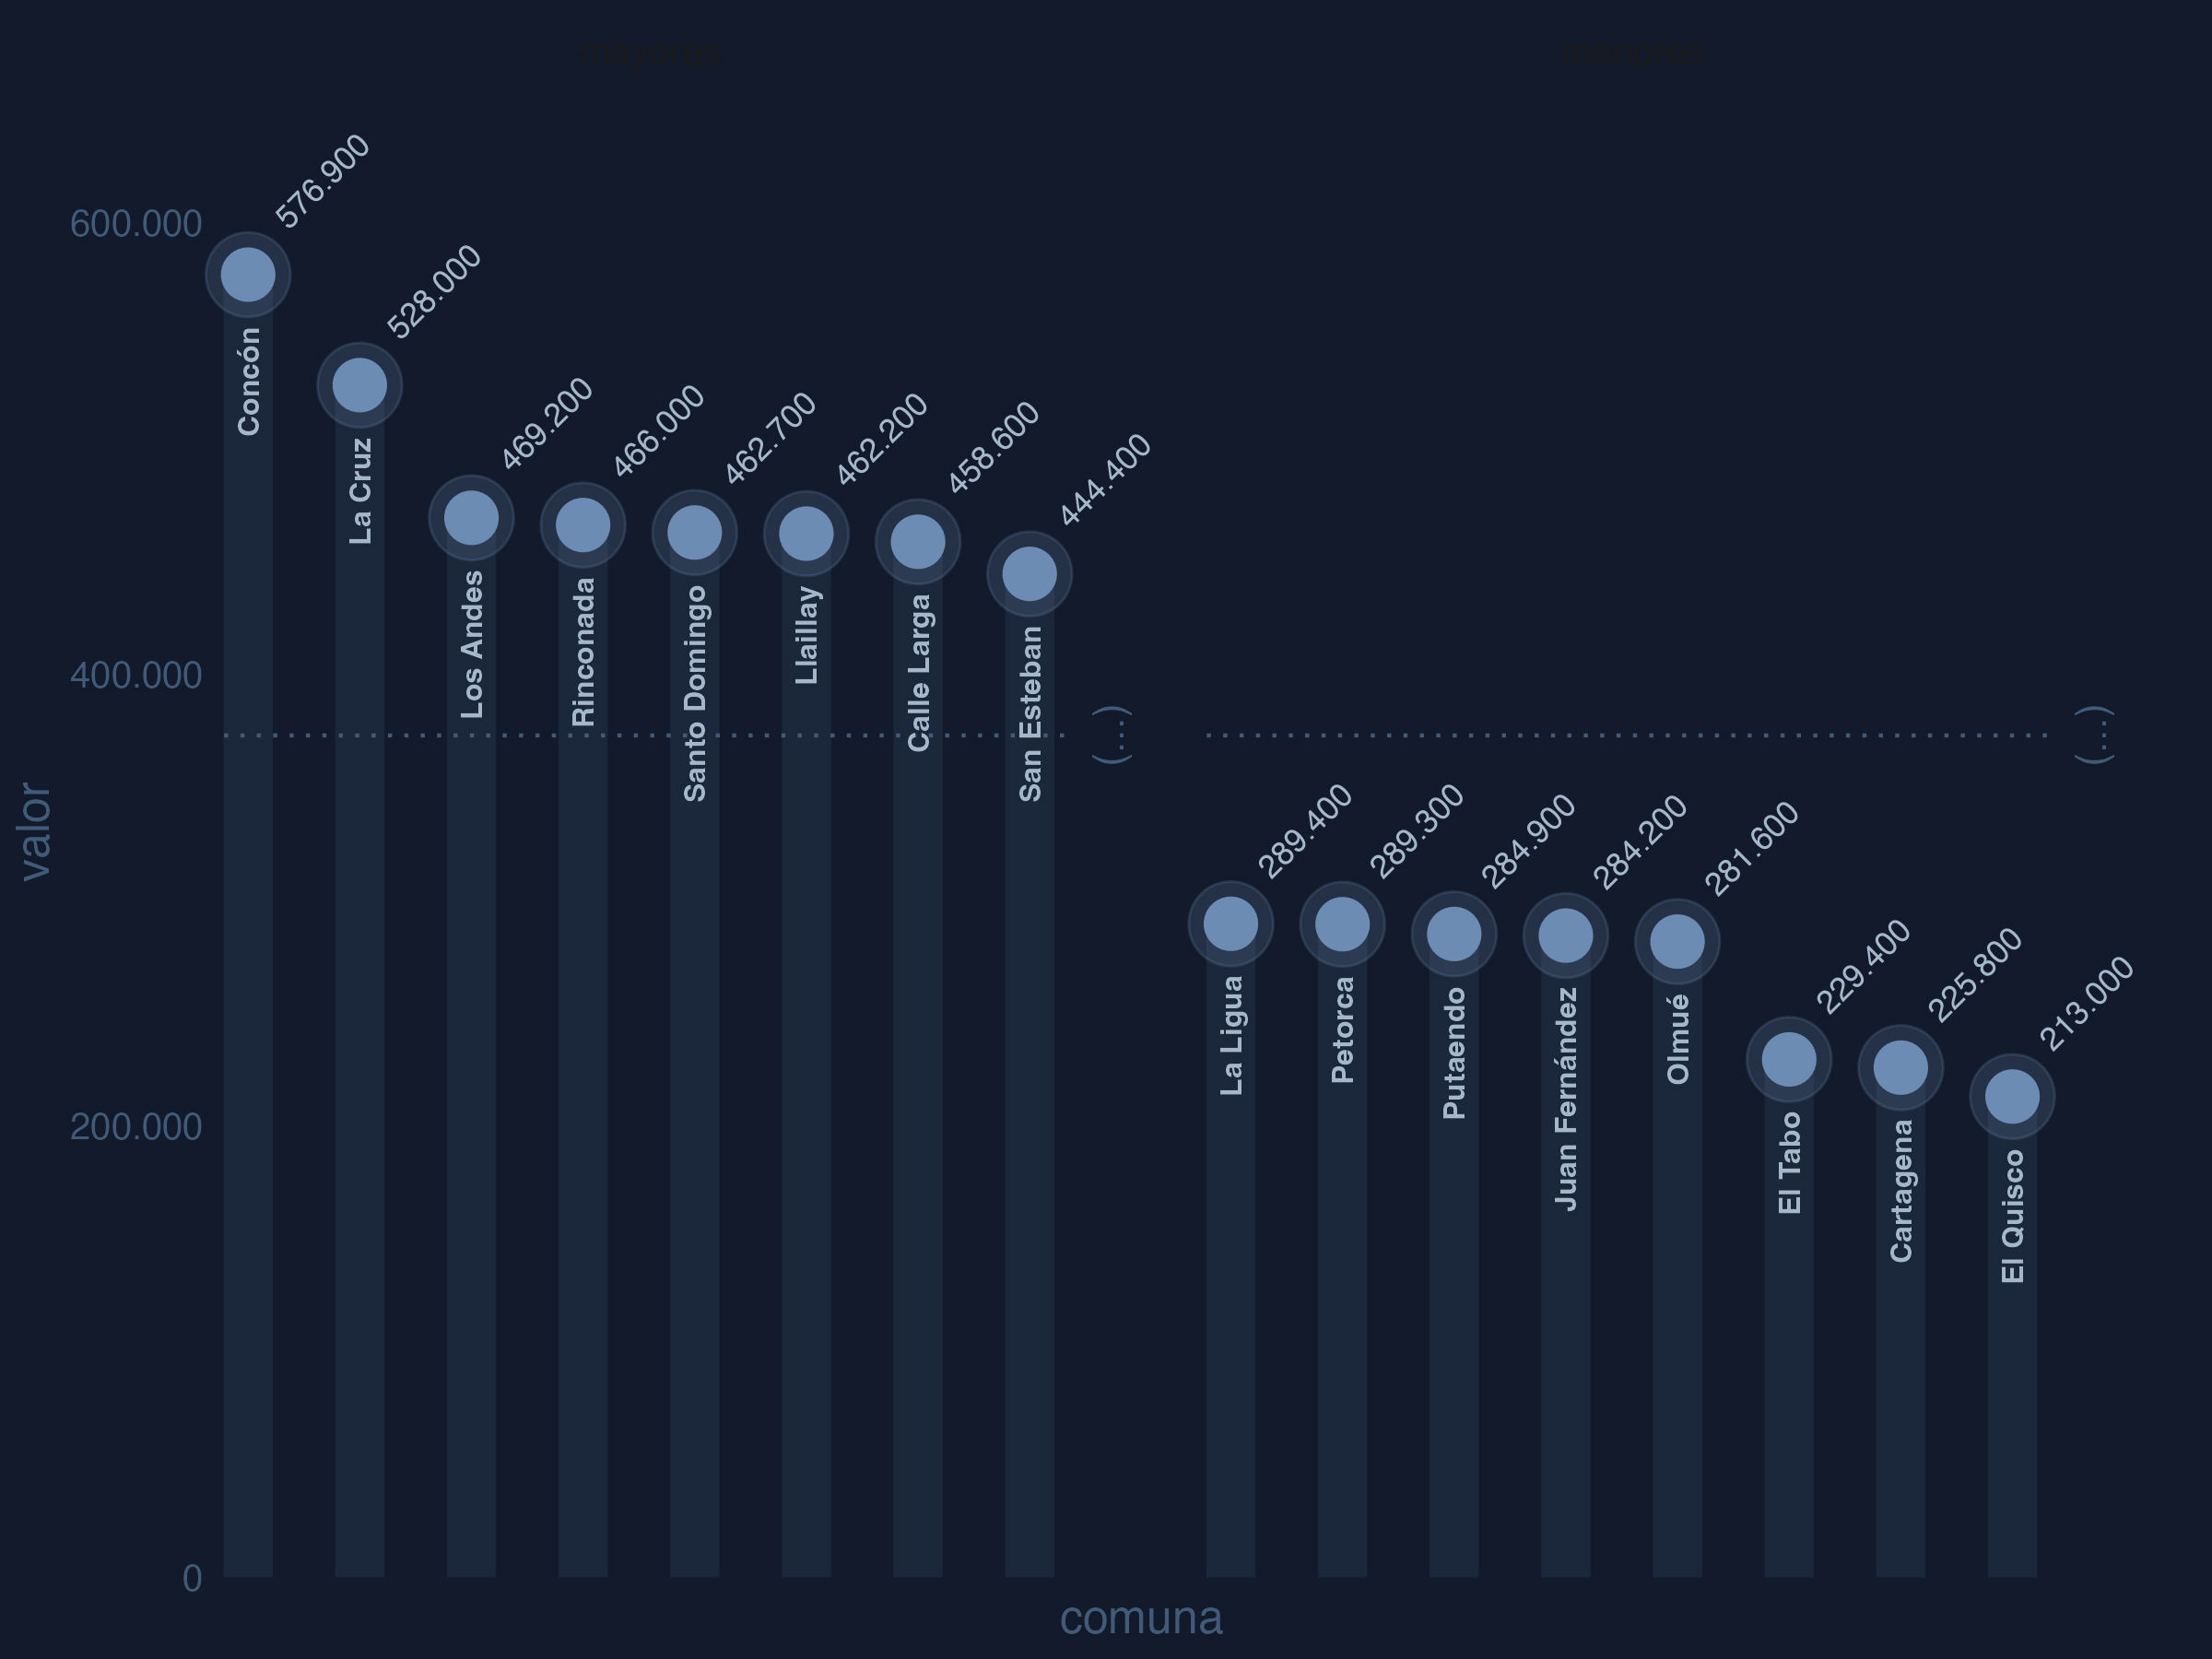 mayores
menores
600.000
400.000
200.000
0
valor
comuna
576.900
Concón
528.000
La Cruz
469.200
Los Andes
466.000
Rinconada
462.700
Santo Domingo
462.200
Llaillay
458.600
Calle Larga
444.400
San Esteban
(...)
289.400
La Ligua
289.300
Petorca
284.900
Putaendo
284.200
Juan Fernández
281.600
Olmué
229.400
El Tabo
225.800
Cartagena
213.000
El Quisco
(...)